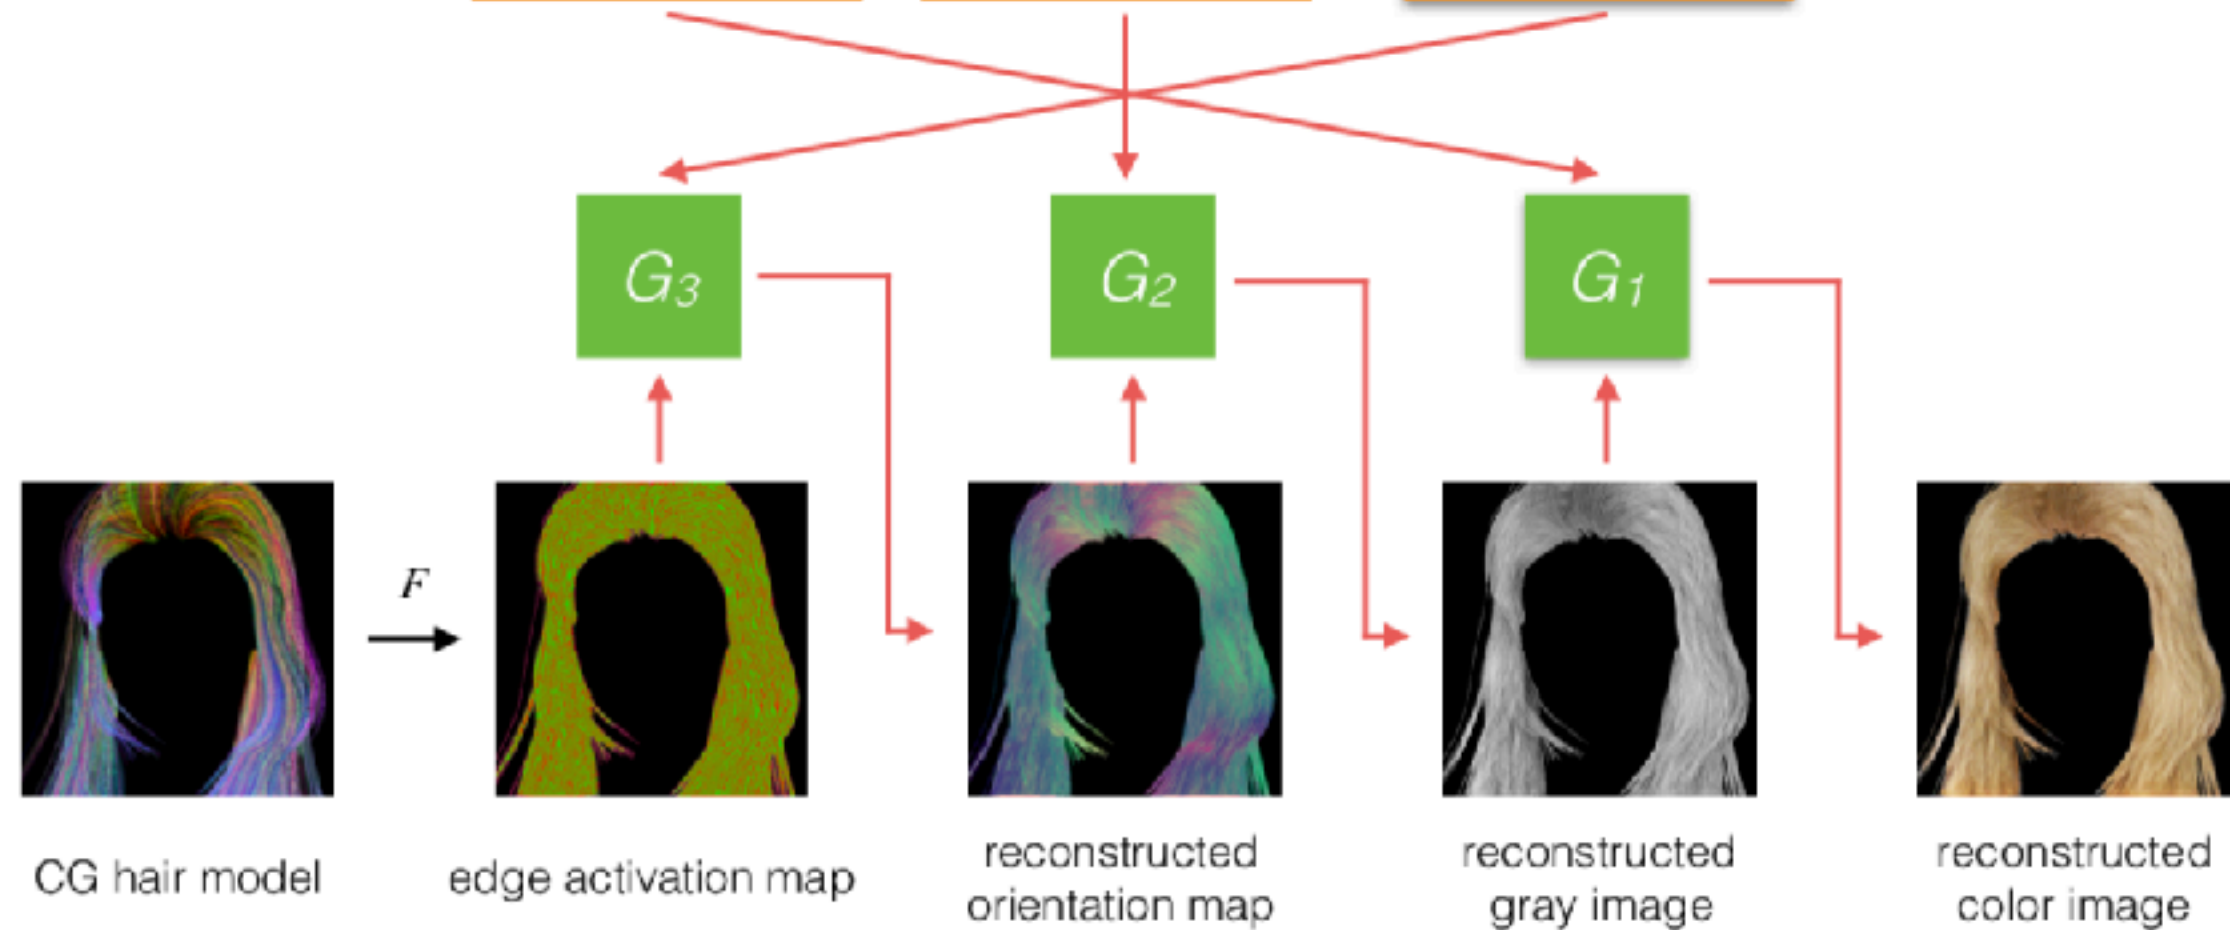 G3
G2
G1
F
CG hair model
edge activation map
reconstructed
orientation map
reconstructed
gray image
reconstructed
color image